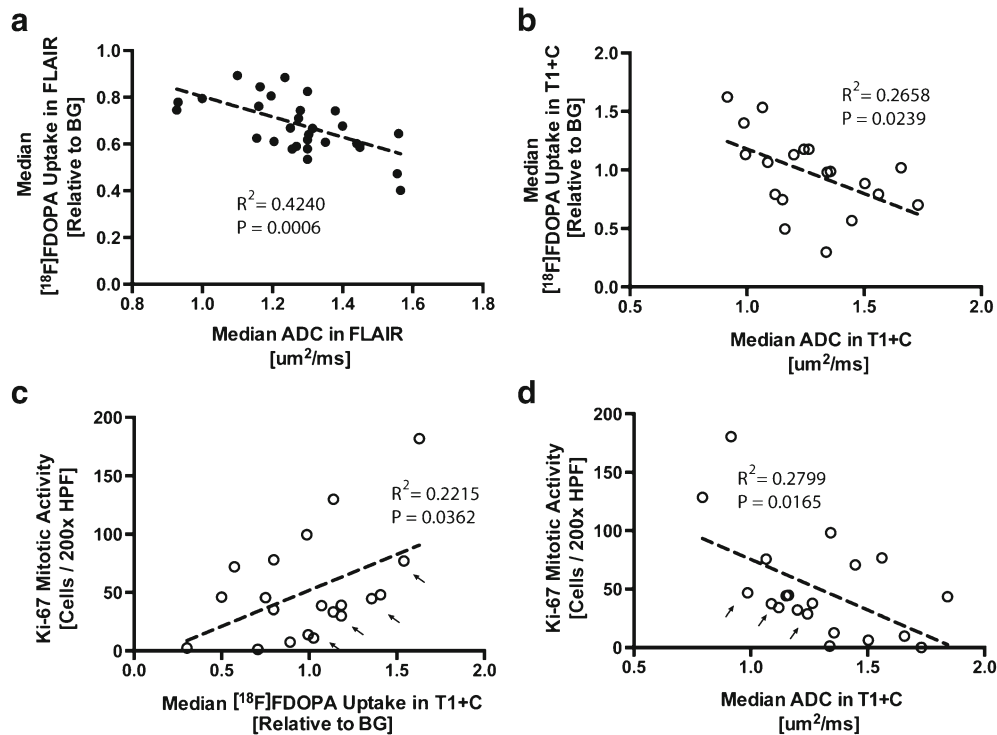 a
Median
[18F]FDOPA Uptake in FLAIR
[Relative to BG]
1.0
0.8
0.6
0.4
0.2
0.0
R2 = 0.4240
P = 0.0006
0.8 1.0 1.2 1.4 1.6 1.8
Median ADC in FLAIR
[um2/ms]
b
Median
[18F]FDOPA Uptake in T1+C
[Relative to BG]
2.0
1.5
1.0
0.5
0.0
R2 = 0.2658
P = 0.0239
0.5 1.0 1.5 2.0
Median ADC in T1+C
[um2/ms]
c
Ki-67 Mitotic Activity
[Cells / 200x HPF]
200
150
100
50
0
R2 = 0.2215
P = 0.0362
0.0 0.5 1.0 1.5 2.0
Median [18F]FDOPA Uptake in T1+C
[Relative to BG]
d
Ki-67 Mitotic Activity
[Cells / 200x HPF]
200
150
100
50
0
R2 = 0.2799
P = 0.0165
0.5 1.0 1.5 2.0
Median ADC in T1+C
[um2/ms]